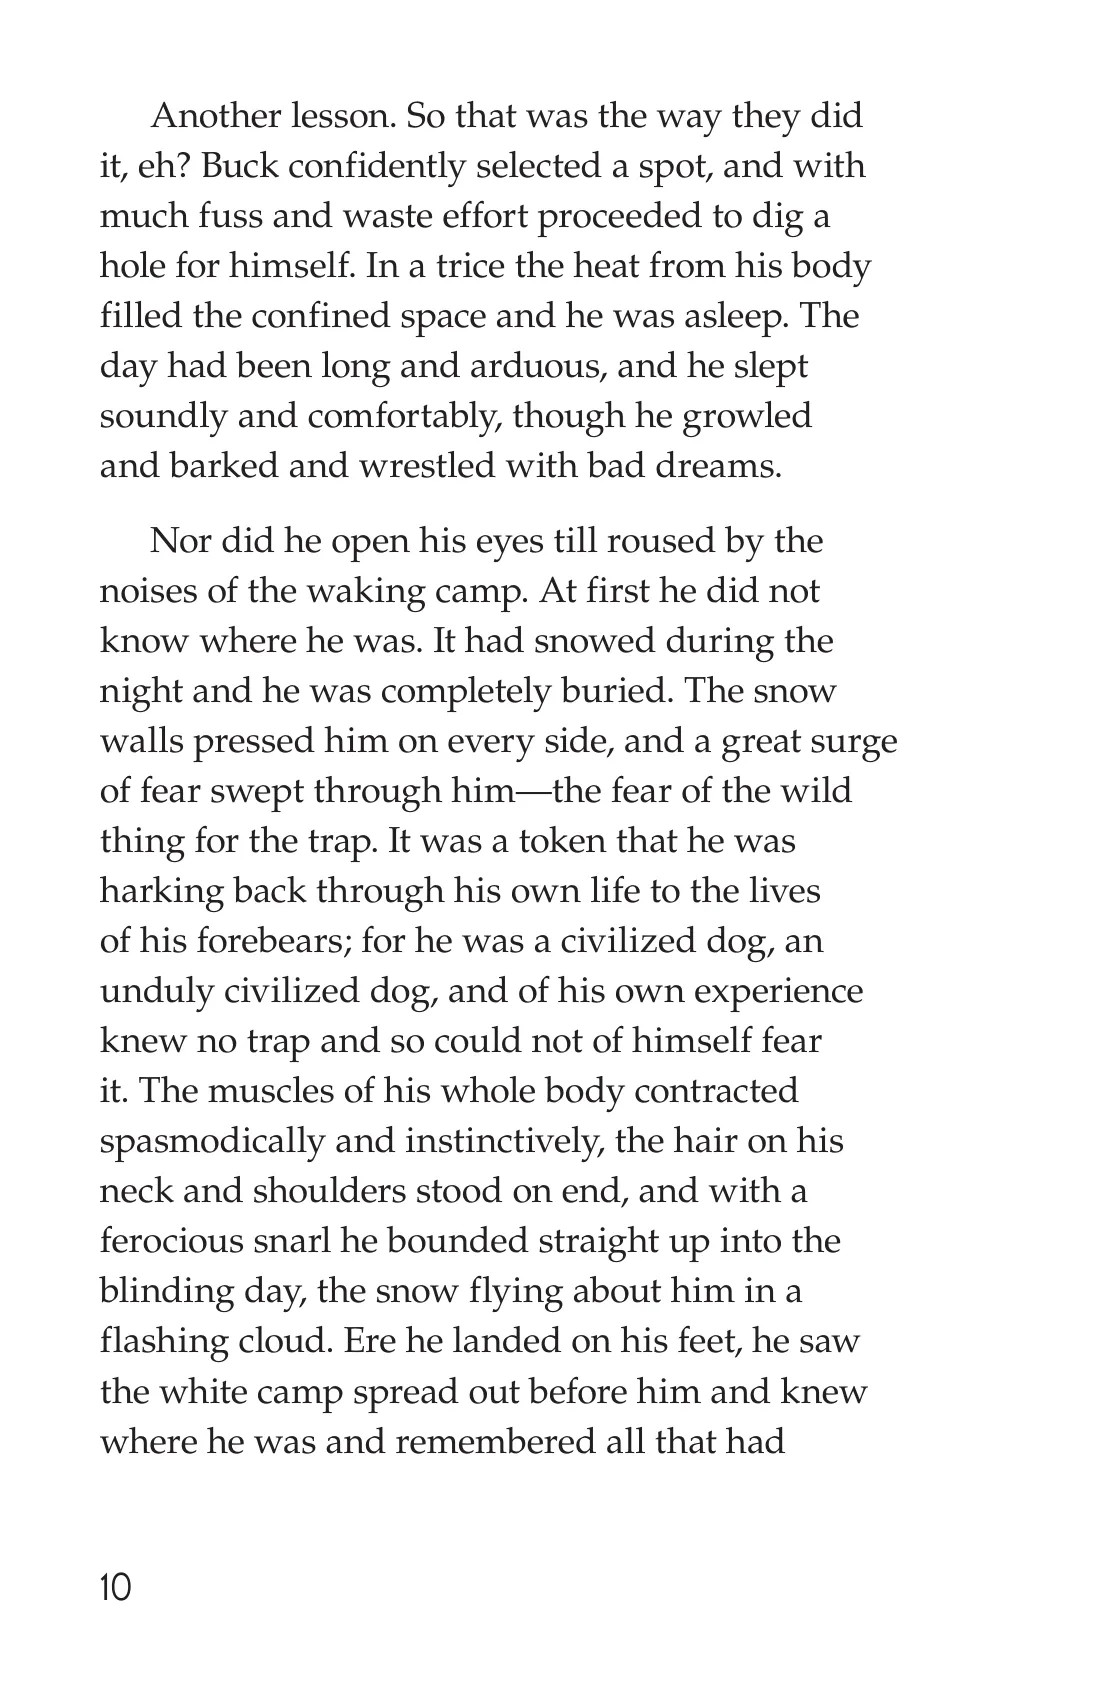 Another lesson. So that was the way they did
it, eh? Buck confidently selected a spot, and with
much fuss and waste effort proceeded to dig a
hole for himself. In a trice the heat from his body
filled the confined space and he was asleep. The
day had been long and arduous, and he slept
soundly and comfortably, though he growled
and barked and wrestled with bad dreams.
Nor did he open his eyes till roused by the
noises of the waking camp. At first he did not
know where he was. It had snowed during the
night and he was completely buried. The snow
walls pressed him on every side, and a great surge
of fear swept through him—the fear of the wild
thing for the trap. It was a token that he was
harking back through his own life to the lives
of his forebears; for he was a civilized dog, an
unduly civilized dog, and of his own experience
knew no trap and so could not of himself fear
it. The muscles of his whole body contracted
spasmodically and instinctively, the hair on his
neck and shoulders stood on end, and with a
ferocious snarl he bounded straight up into the
blinding day, the snow flying about him in a
flashing cloud. Ere he landed on his feet, he saw
the white camp spread out before him and knew
where he was and remembered all that had
10